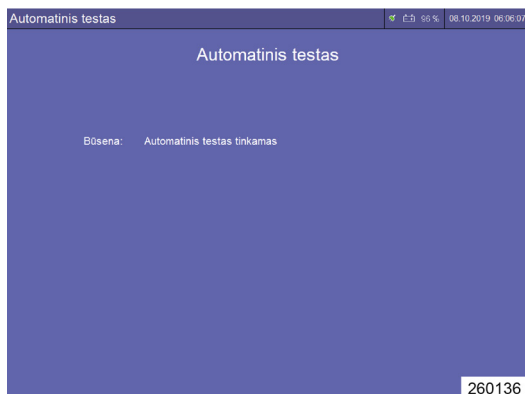 Automatinis testas 96 % 08.10.2019 06:06:07
Automatinis testas
Būsena: Automatinis testas tinkamas
260136